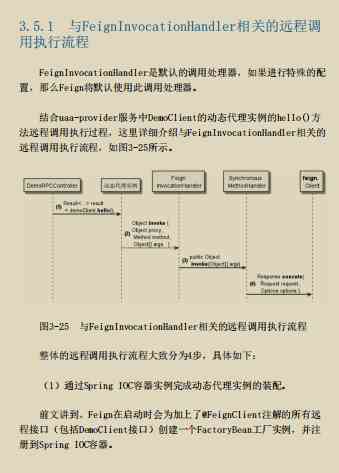 3.5.1 与FeignInvocationHandler相关的远程调
用执行流程
FeignInvocationHandler是默认的调用处理器，如果进行特殊的配
置，那么Feign将默认使用此调用处理器。
结合uaa-provider服务中DemoClient的动态代理实例的hello()方
法远程调用执行过程，这里详细介绍与FeignInvocationHandler相关的
远程调用执行流程，如图3-25所示。
DemoRPCController
动态代理实例
Feign
InvocationHandler
Synchronous
MethodHandler
feign.
Client
(1) Result<...> result
= demoClient.hello();
(2) Object invoke (
Object proxy,
Method method,
Object[] args )
(3) public Object
invoke(Object[] args)
(4) Response execute(
Request request,
Options options );
图3-25 与FeignInvocationHandler相关的远程调用执行流程
整体的远程调用执行流程大致分为4步，具体如下：
（1）通过Spring IOC容器实例完成动态代理实例的装配。
前文讲到，Feign在启动时会为加上了@FeignClient注解的所有远
程接口（包括DemoClient接口）创建一个FactoryBean工厂实例，并注
册到Spring IOC容器。